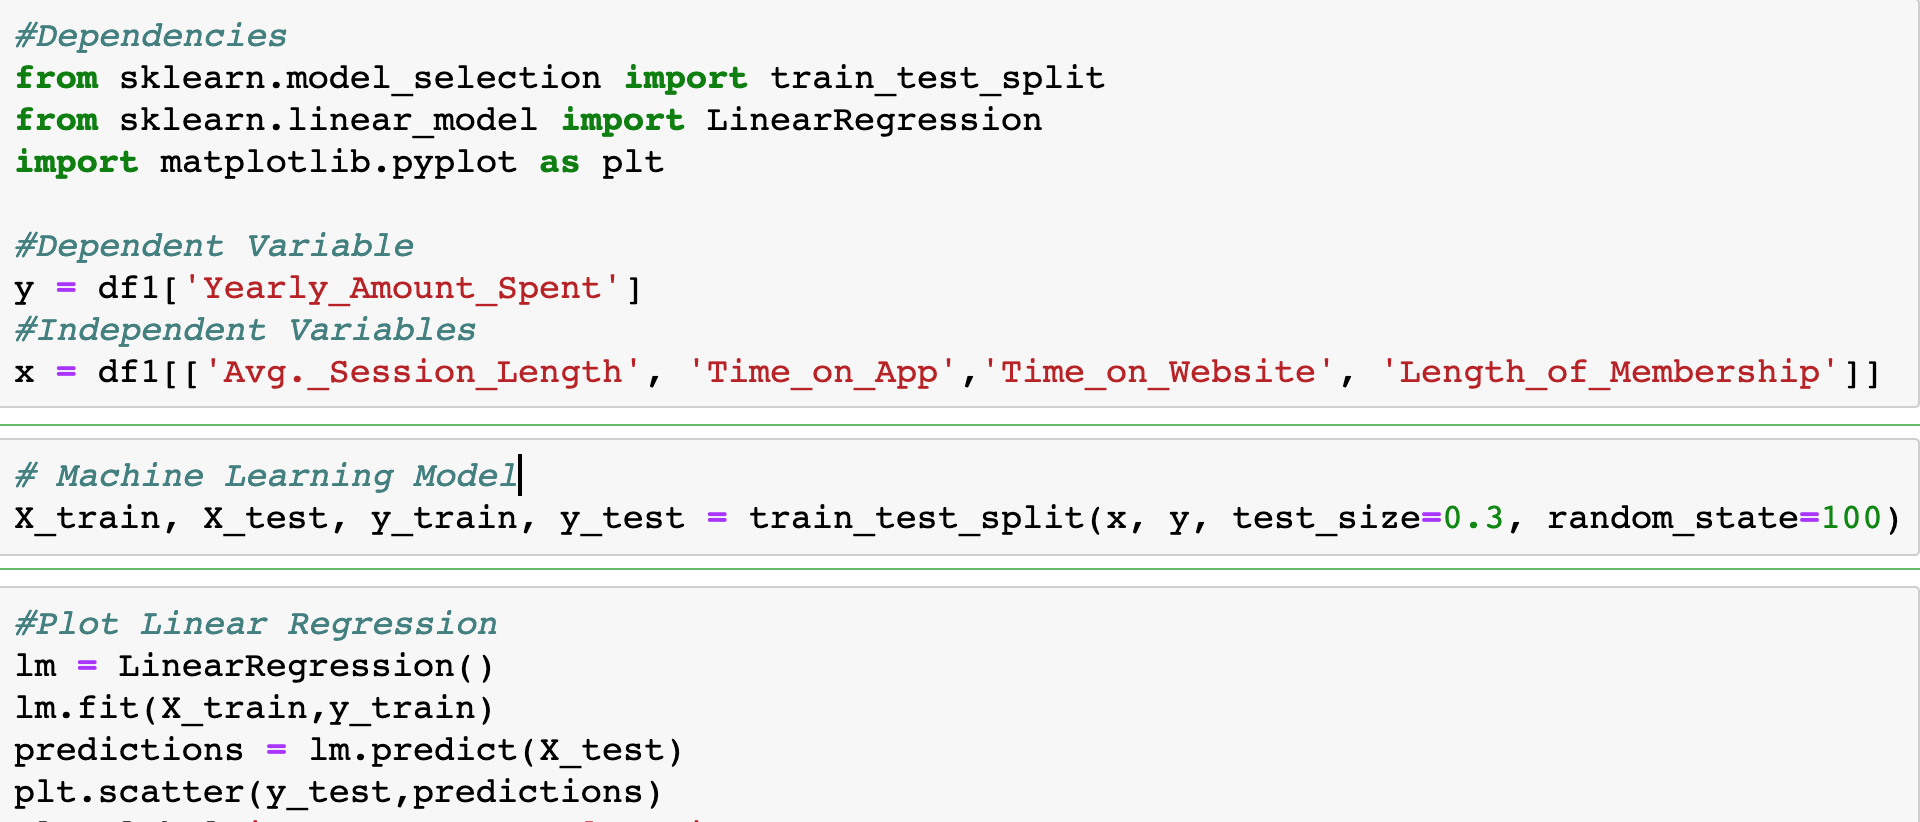 #Dependencies
from sklearn.model_selection import train_test_split
from sklearn.linear_model import LinearRegression
import matplotlib.pyplot as plt
#Dependent Variable
y = df1['Yearly_Amount_Spent']
#Independent Variables
x = df1[['Avg._Session_Length', 'Time_on_App','Time_on_Website', 'Length_of_Membership']]
# Machine Learning Model
X_train, X_test, y_train, y_test = train_test_split(x, y, test_size=0.3, random_state=100)
#Plot Linear Regression
lm = LinearRegression()
lm.fit(X_train,y_train)
predictions = lm.predict(X_test)
plt.scatter(y_test,predictions)